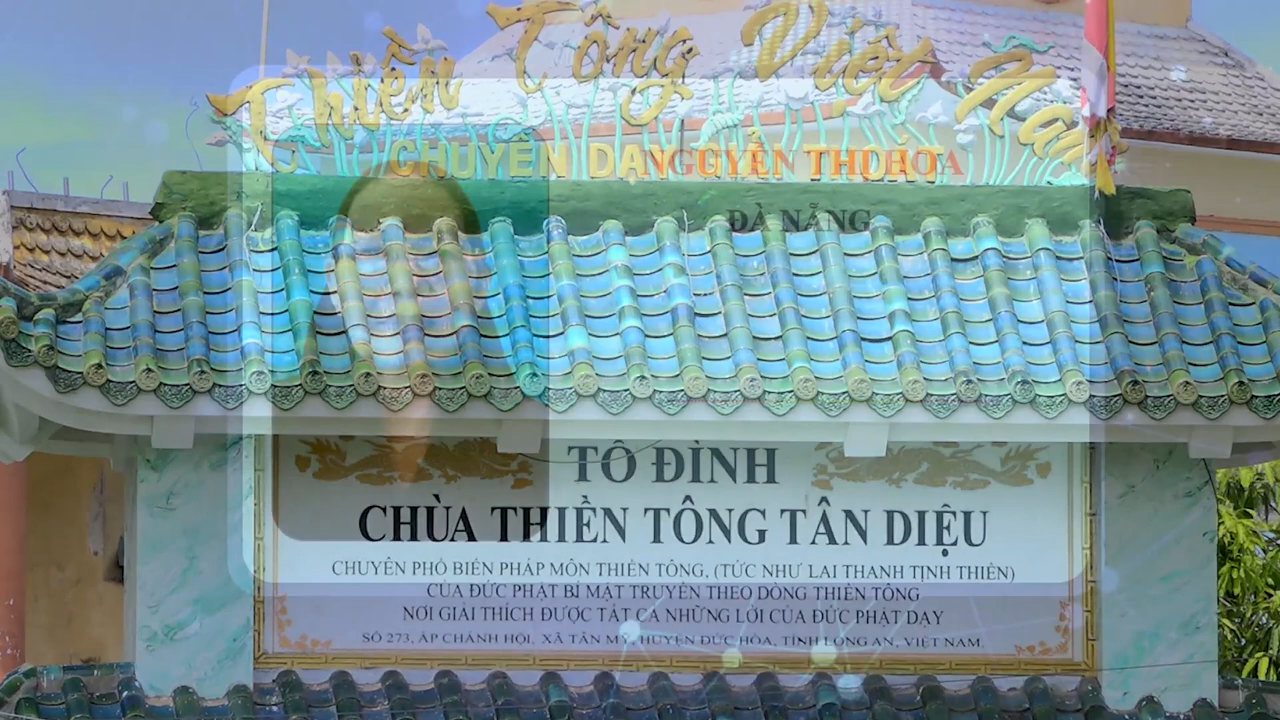 Thiền Tông Việt Nam
CHUYÊN DẠY
NGUYỄN THỊ HOA
ĐÀ NẴNG
TỔ ĐÌNH
CHÙA THIỀN TÔNG TÂN DIỆU
CHUYÊN PHỔ BIẾN PHÁP MÔN THIỀN TÔNG, (TỨC NHƯ LAI THANH TỊNH THIỀN)
CỦA ĐỨC PHẬT BÍ MẬT TRUYỀN THEO DÒNG THIỀN TÔNG
NƠI GIẢI THÍCH ĐƯỢC TẤT CẢ NHỮNG LỜI CỦA ĐỨC PHẬT DẠY
SỐ 273, ẤP CHÁNH HỘI, XÃ TÂN MỸ, HUYỆN ĐỨC HÒA, TỈNH LONG AN, VIỆT NAM.